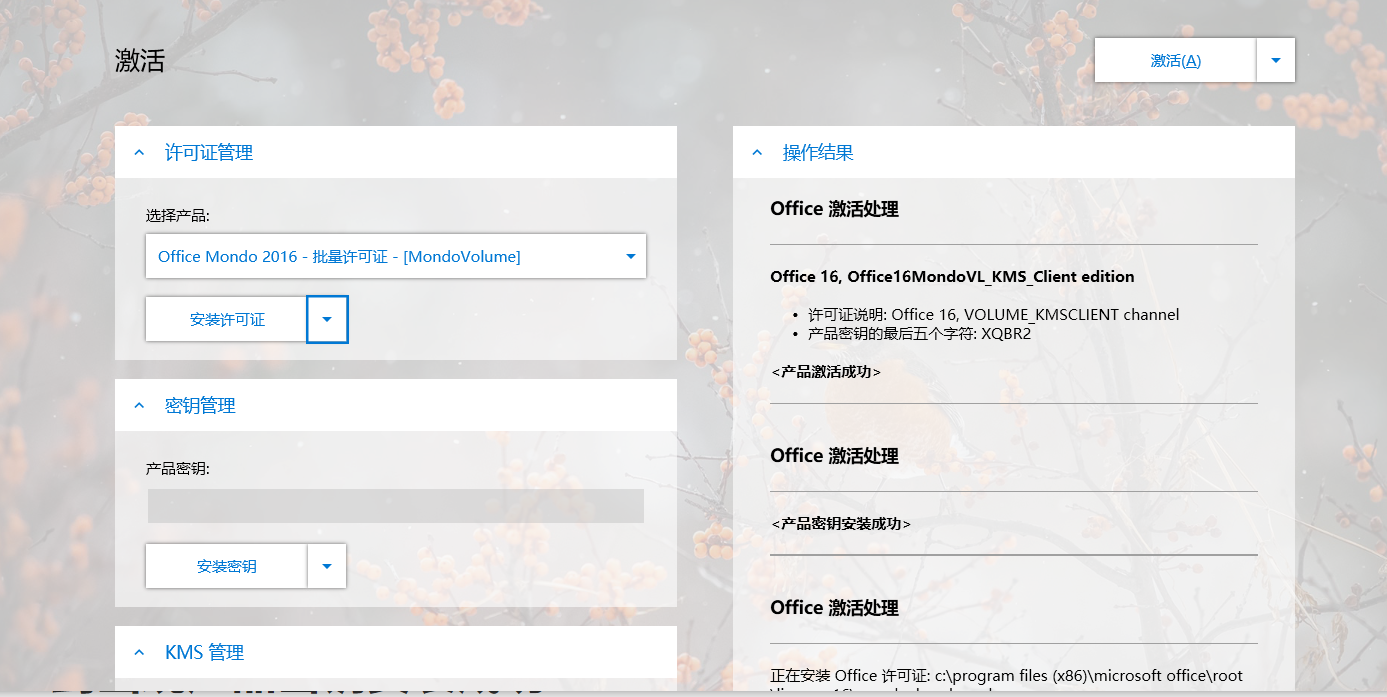 激活
激活(A)
许可证管理
选择产品:
Office Mondo 2016 - 批量许可证 - [MondoVolume]
安装许可证
密钥管理
产品密钥:
安装密钥
KMS 管理
操作结果
Office 激活处理
Office 16, Office16MondoVL_KMS_Client edition
• 许可证说明: Office 16, VOLUME_KMSCLIENT channel
• 产品密钥的最后五个字符: XQBR2
<产品激活成功>
Office 激活处理
<产品密钥安装成功>
Office 激活处理
正在安装 Office 许可证: c:\program files (x86)\microsoft office\root